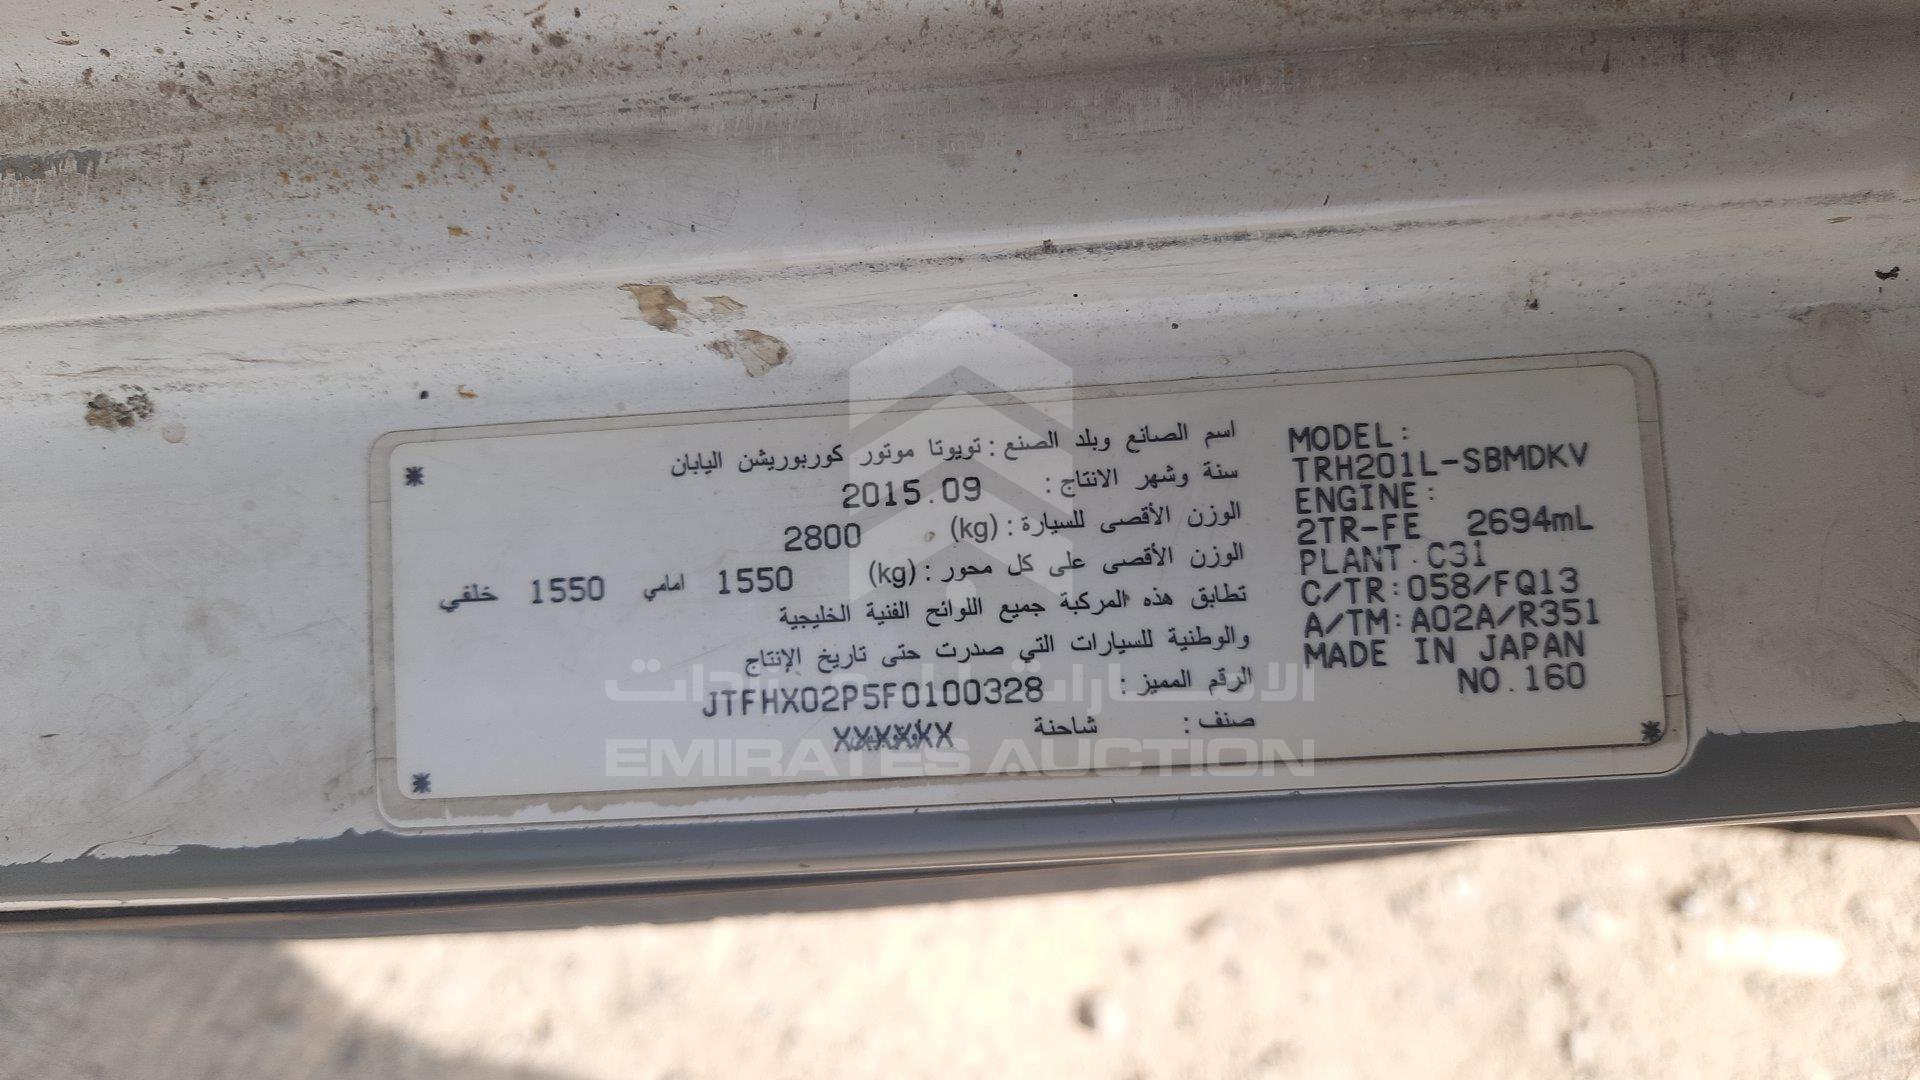 اسم الصانع وبلد الصنع : تويوتا موتور كوربوريشن اليابان
سنة وشهر الانتاج : 2015.09
الوزن الأقصى للسيارة : (kg) 2800
الوزن الأقصى على كل محور : (kg) 1550 امامي 1550 خلفي
تطابق هذه المركبة جميع اللوائح الفنية الخليجية
والوطنية للسيارات التي صدرت حتى تاريخ الإنتاج
الرقم المميز : JTFHX02P5F0100328
صنف : شاحنة XXXXXX
MODEL:
TRH201L-SBMDKV
ENGINE:
2TR-FE 2694mL
PLANT:C31
C/TR:058/FQ13
A/TM:A02A/R351
MADE IN JAPAN
NO.160
الإمارات للمزادات
EMIRATES AUCTION